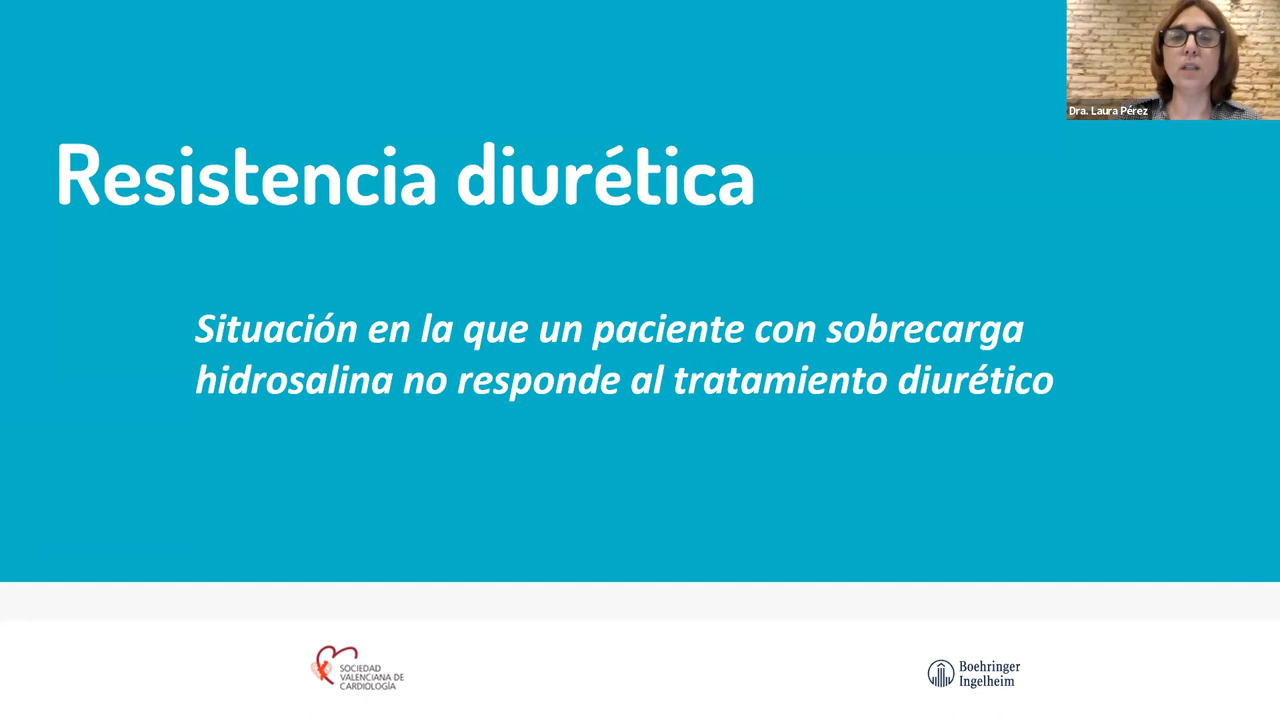 Dra. Laura Pérez
Resistencia diurética
Situación en la que un paciente con sobrecarga
hidrosalina no responde al tratamiento diurético
SOCIEDAD
VALENCIANA DE
CARDIOLOGÍA
Boehringer
Ingelheim